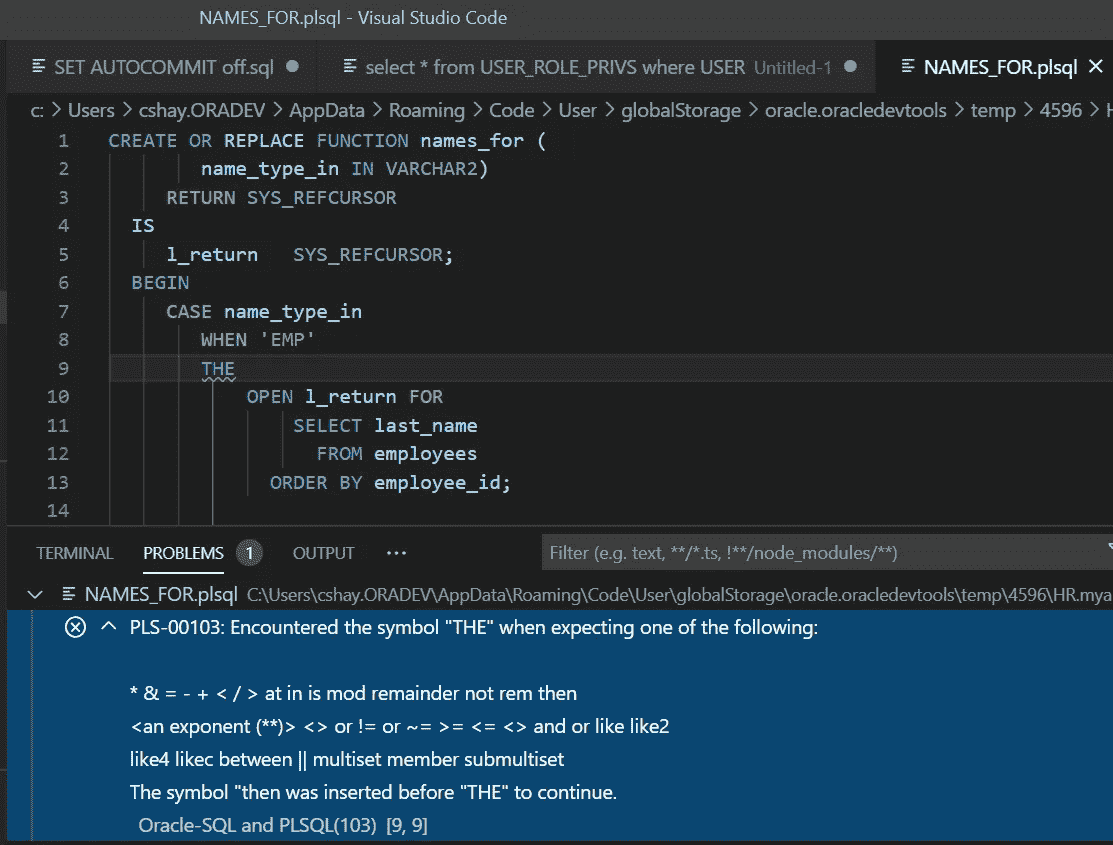 NAMES_FOR.plsql - Visual Studio Code
SET AUTOCOMMIT off.sql select * from USER_ROLE_PRIVS where USER Untitled-1 NAMES_FOR.plsql
c: > Users > cshay.ORADEV > AppData > Roaming > Code > User > globalStorage > oracle.oracledevtools > temp > 4596 >
1 CREATE OR REPLACE FUNCTION names_for (
2 name_type_in IN VARCHAR2)
3 RETURN SYS_REFCURSOR
4 IS
5 l_return SYS_REFCURSOR;
6 BEGIN
7 CASE name_type_in
8 WHEN 'EMP'
9 THE
10 OPEN l_return FOR
11 SELECT last_name
12 FROM employees
13 ORDER BY employee_id;
14
TERMINAL PROBLEMS 1 OUTPUT ... Filter (e.g. text, **/*.ts, !**/node_modules/**)
NAMES_FOR.plsql C:\Users\cshay.ORADEV\AppData\Roaming\Code\User\globalStorage\oracle.oracledevtools\temp\4596\HR.mya
PLS-00103: Encountered the symbol "THE" when expecting one of the following:
* & = - + < / > at in is mod remainder not rem then
<an exponent (**)> <> or != or ~= >= <= <> and or like like2
like4 likec between || multiset member submultiset
The symbol "then was inserted before "THE" to continue.
Oracle-SQL and PLSQL(103) [9, 9]